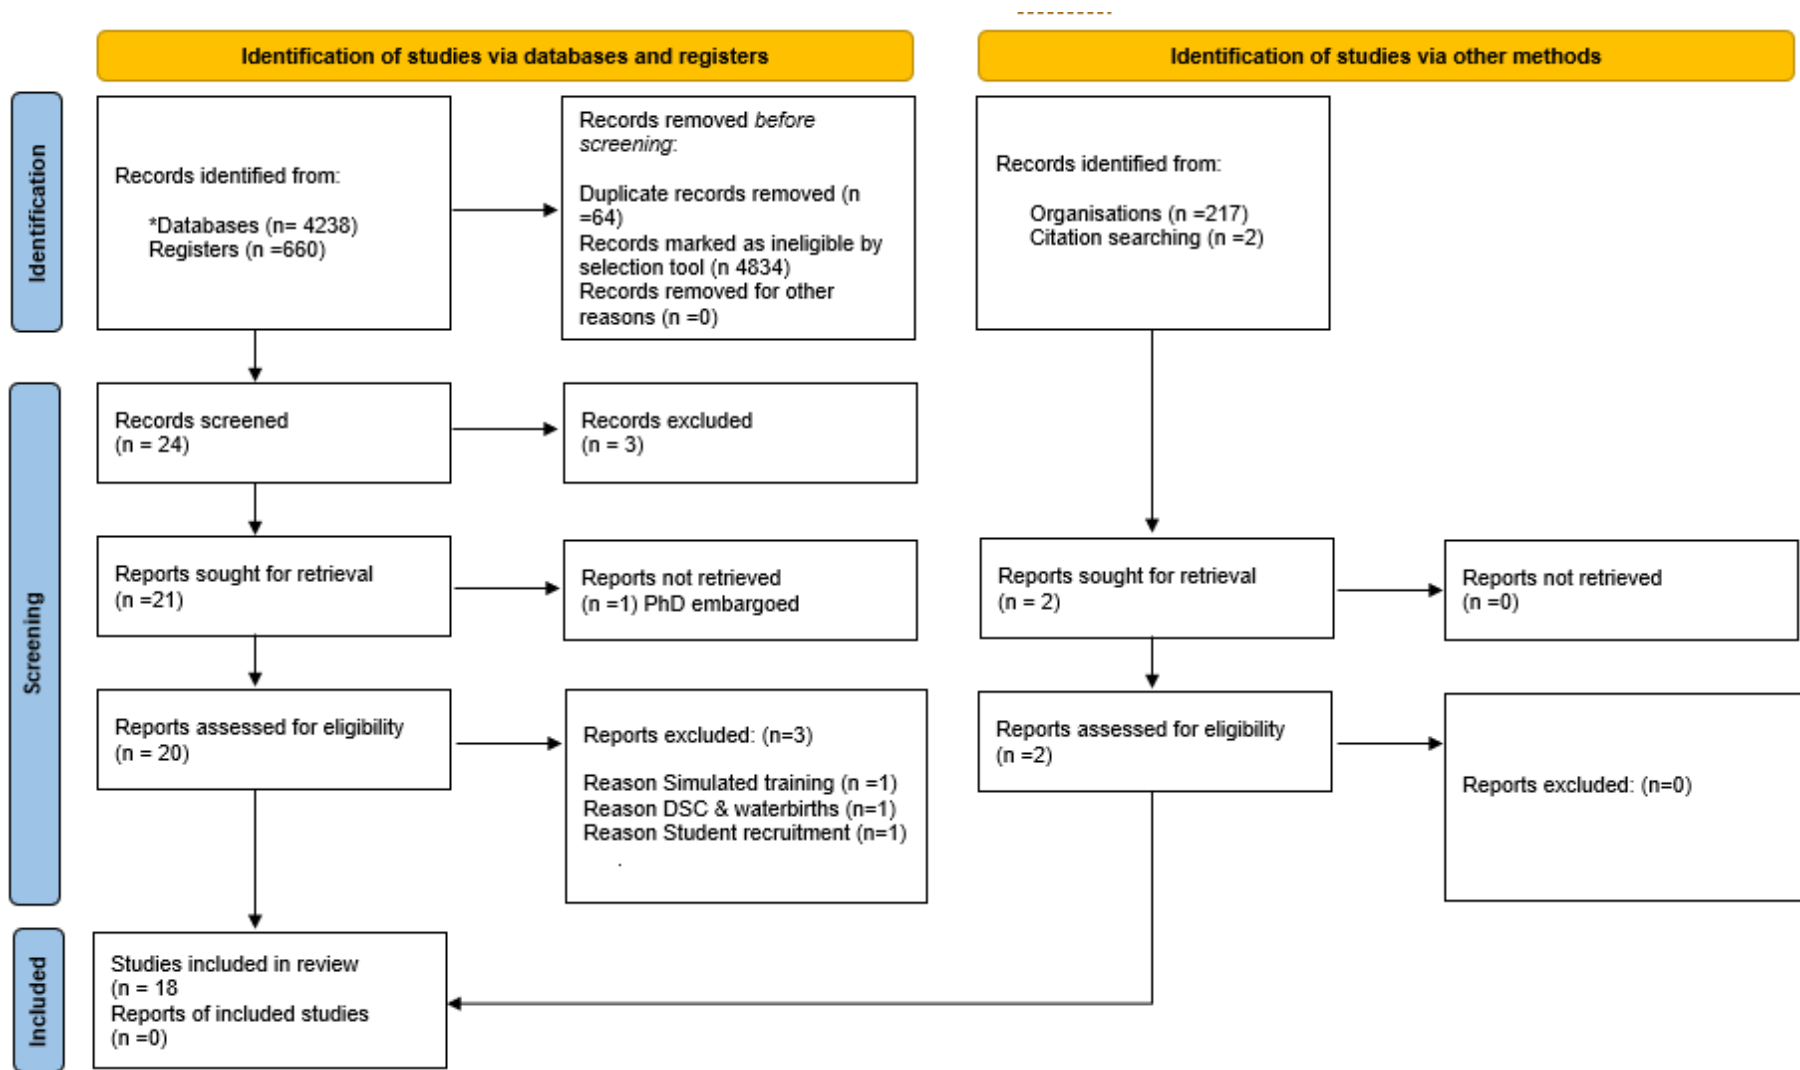 Identification of studies via databases and registers
Identification of studies via other methods
Identification
Records identified from:
*Databases (n= 4238)
Registers (n =660)
Records removed before
screening:
Duplicate records removed (n
=64)
Records marked as ineligible by
selection tool (n 4834)
Records removed for other
reasons (n =0)
Records identified from:
Organisations (n =217)
Citation searching (n =2)
Screening
Records screened
(n = 24)
Records excluded
(n = 3)
Reports sought for retrieval
(n =21)
Reports not retrieved
(n =1) PhD embargoed
Reports sought for retrieval
(n = 2)
Reports not retrieved
(n =0)
Reports assessed for eligibility
(n = 20)
Reports excluded: (n=3)
Reason Simulated training (n =1)
Reason DSC & waterbirths (n=1)
Reason Student recruitment (n=1)
.
Reports assessed for eligibility
(n =2)
Reports excluded: (n=0)
Included
Studies included in review
(n = 18
Reports of included studies
(n =0)